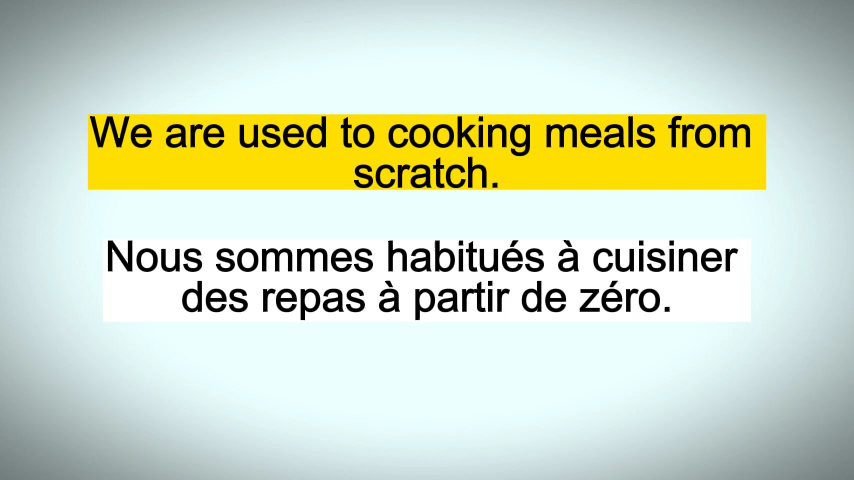 We are used to cooking meals from
scratch.
Nous sommes habitués à cuisiner
des repas à partir de zéro.